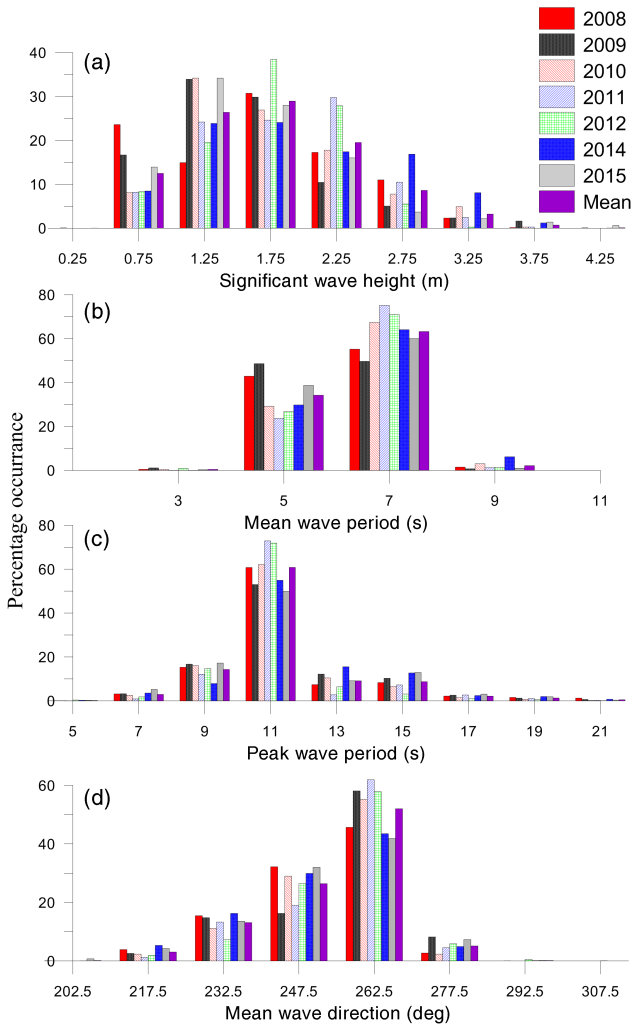 2008
2009
2010
2011
2012
2014
2015
Mean
Percentage occurrance
(a)
40
30
20
10
0
0.25 0.75 1.25 1.75 2.25 2.75 3.25 3.75 4.25
Significant wave height (m)
(b)
80
60
40
20
0
3 5 7 9 11
Mean wave period (s)
(c)
80
60
40
20
0
5 7 9 11 13 15 17 19 21
Peak wave period (s)
(d)
60
40
20
0
202.5 217.5 232.5 247.5 262.5 277.5 292.5 307.5
Mean wave direction (deg)